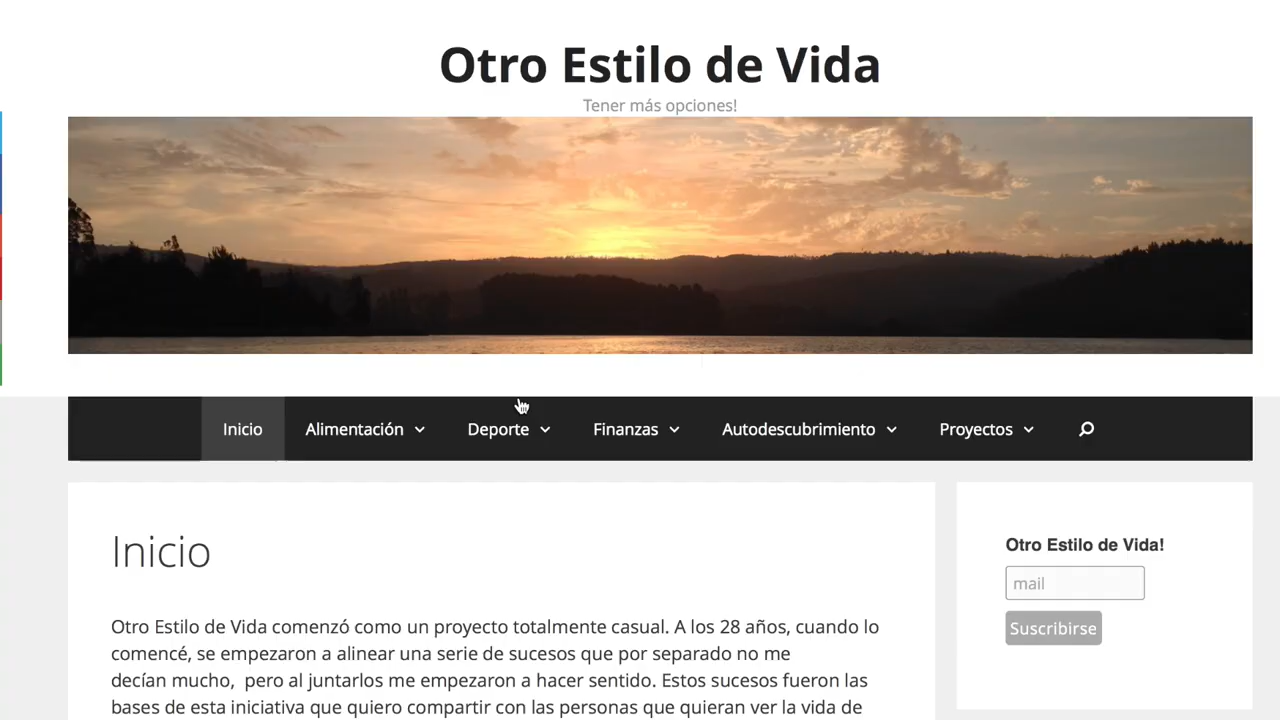 Otro Estilo de Vida
Tener más opciones!
Inicio Alimentación Deporte Finanzas Autodescubrimiento Proyectos
Inicio
Otro Estilo de Vida comenzó como un proyecto totalmente casual. A los 28 años, cuando lo
comencé, se empezaron a alinear una serie de sucesos que por separado no me
decían mucho,  pero al juntarlos me empezaron a hacer sentido. Estos sucesos fueron las
bases de esta iniciativa que quiero compartir con las personas que quieran ver la vida de
Otro Estilo de Vida!
mail
Suscribirse